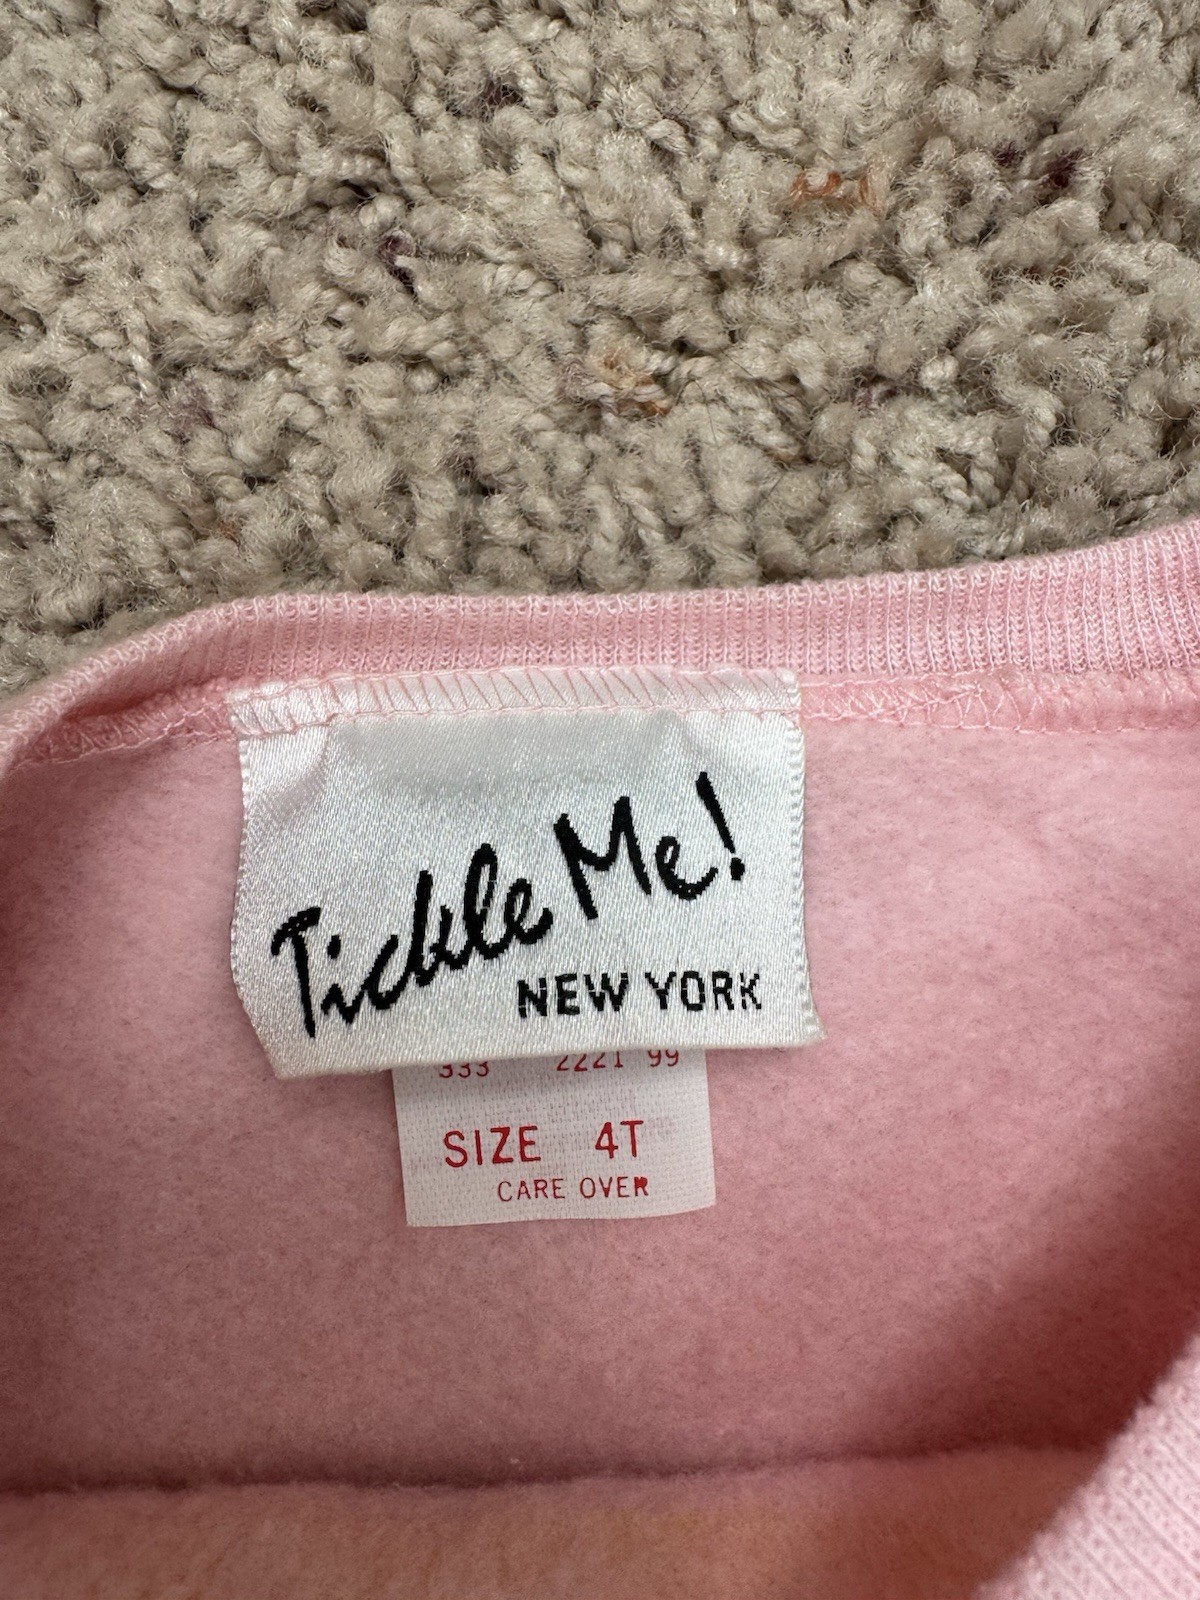 Tickle Me!
NEW YORK
333 2221 99
SIZE 4T
CARE OVER